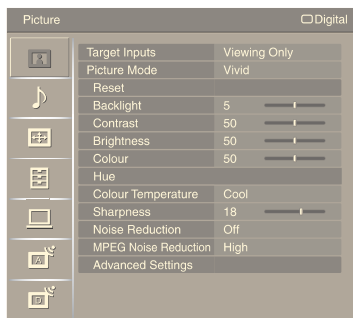 Picture
Digital
Target Inputs Viewing Only
Picture Mode Vivid
Reset
Backlight 5
Contrast 50
Brightness 50
Colour 50
Hue
Colour Temperature Cool
Sharpness 18
Noise Reduction Off
MPEG Noise Reduction High
Advanced Settings
A
D